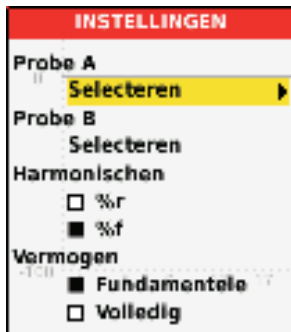 INSTELLINGEN
Probe A
Selecteren
Probe B
Selecteren
Harmonischen
%r
%f
Vermogen
Fundamentele
Volledig